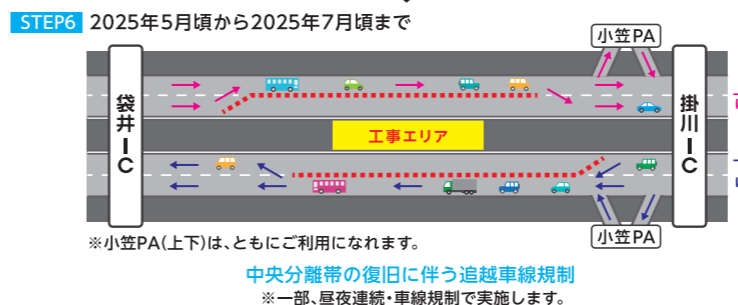 STEP6 2025年5月頃から2025年7月頃まで
小笠PA
袋井IC
掛川IC
工事エリア
小笠PA
※小笠PA(上下)は、ともにご利用になれます。
中央分離帯の復旧に伴う追越車線規制
※一部、昼夜連続・車線規制で実施します。